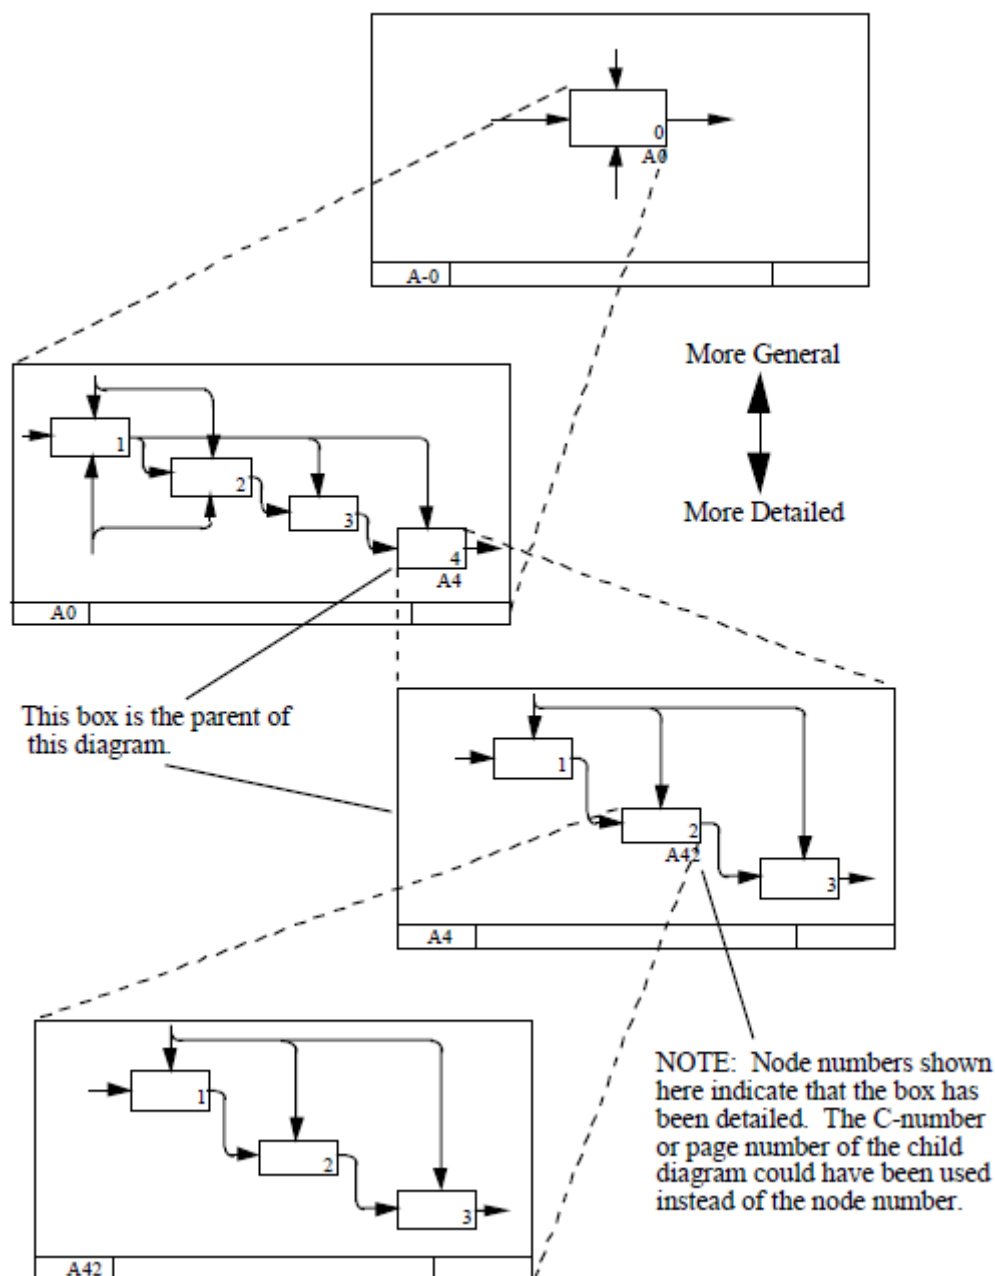 0
A0
A-0
More General
More Detailed
1
2
3
4
A4
A0
This box is the parent of
this diagram.
1
2
A42
3
A4
1
2
3
A42
NOTE:  Node numbers shown
here indicate that the box has
been detailed.  The C-number
or page number of the child
diagram could have been used
instead of the node number.